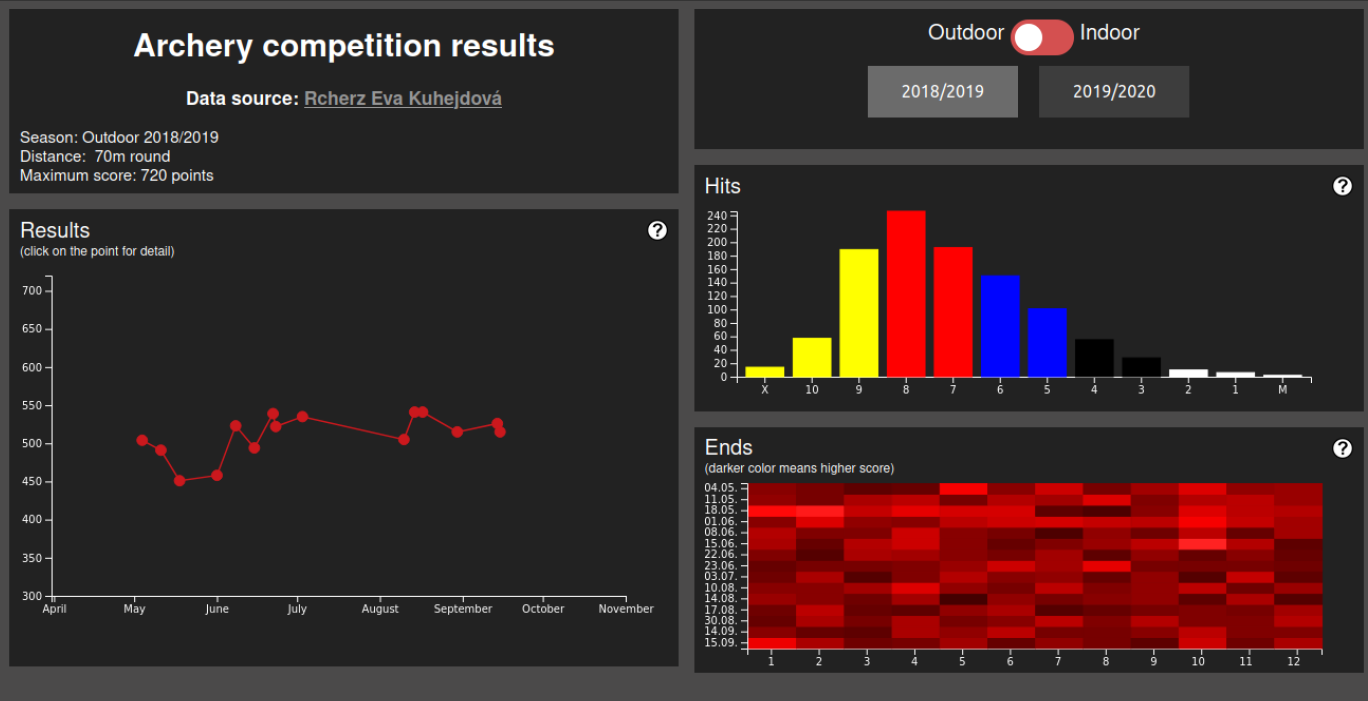 Archery competition results
Data source: Rcherz Eva Kuhejdová
Season: Outdoor 2018/2019
Distance:  70m round
Maximum score: 720 points
Outdoor Indoor
2018/2019 2019/2020
Results ?
(click on the point for detail)
700
650
600
550
500
450
400
350
300
April May June July August September October November
Hits ?
240
220
200
180
160
140
120
100
80
60
40
20
0
X 10 9 8 7 6 5 4 3 2 1 M
Ends ?
(darker color means higher score)
04.05.
11.05.
18.05.
01.06.
08.06.
15.06.
22.06.
23.06.
03.07.
10.08.
14.08.
17.08.
30.08.
14.09.
15.09.
1 2 3 4 5 6 7 8 9 10 11 12